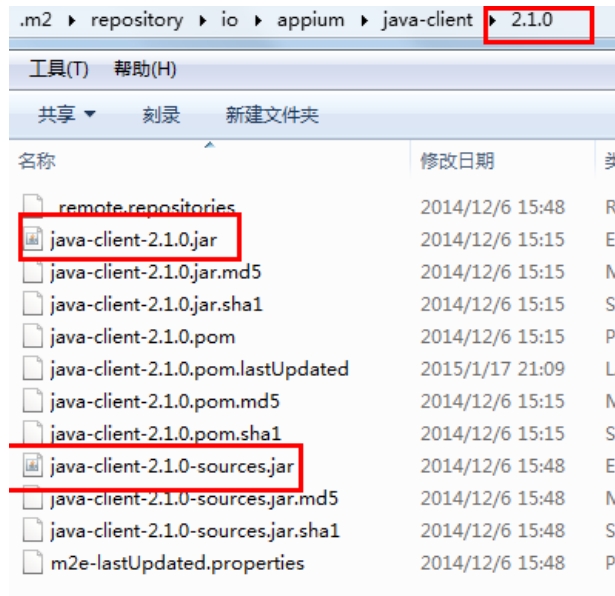 .m2 ▸ repository ▸ io ▸ appium ▸ java-client ▸ 2.1.0
工具(T) 帮助(H)
共享 ▼ 刻录 新建文件夹
名称 修改日期
_remote.repositories 2014/12/6 15:48 R
java-client-2.1.0.jar 2014/12/6 15:15 E
java-client-2.1.0.jar.md5 2014/12/6 15:15 M
java-client-2.1.0.jar.sha1 2014/12/6 15:15 S
java-client-2.1.0.pom 2014/12/6 15:15 P
java-client-2.1.0.pom.lastUpdated 2015/1/17 21:09 L
java-client-2.1.0.pom.md5 2014/12/6 15:15 M
java-client-2.1.0.pom.sha1 2014/12/6 15:15 S
java-client-2.1.0-sources.jar 2014/12/6 15:48 E
java-client-2.1.0-sources.jar.md5 2014/12/6 15:48 M
java-client-2.1.0-sources.jar.sha1 2014/12/6 15:48 S
m2e-lastUpdated.properties 2014/12/6 15:48 P